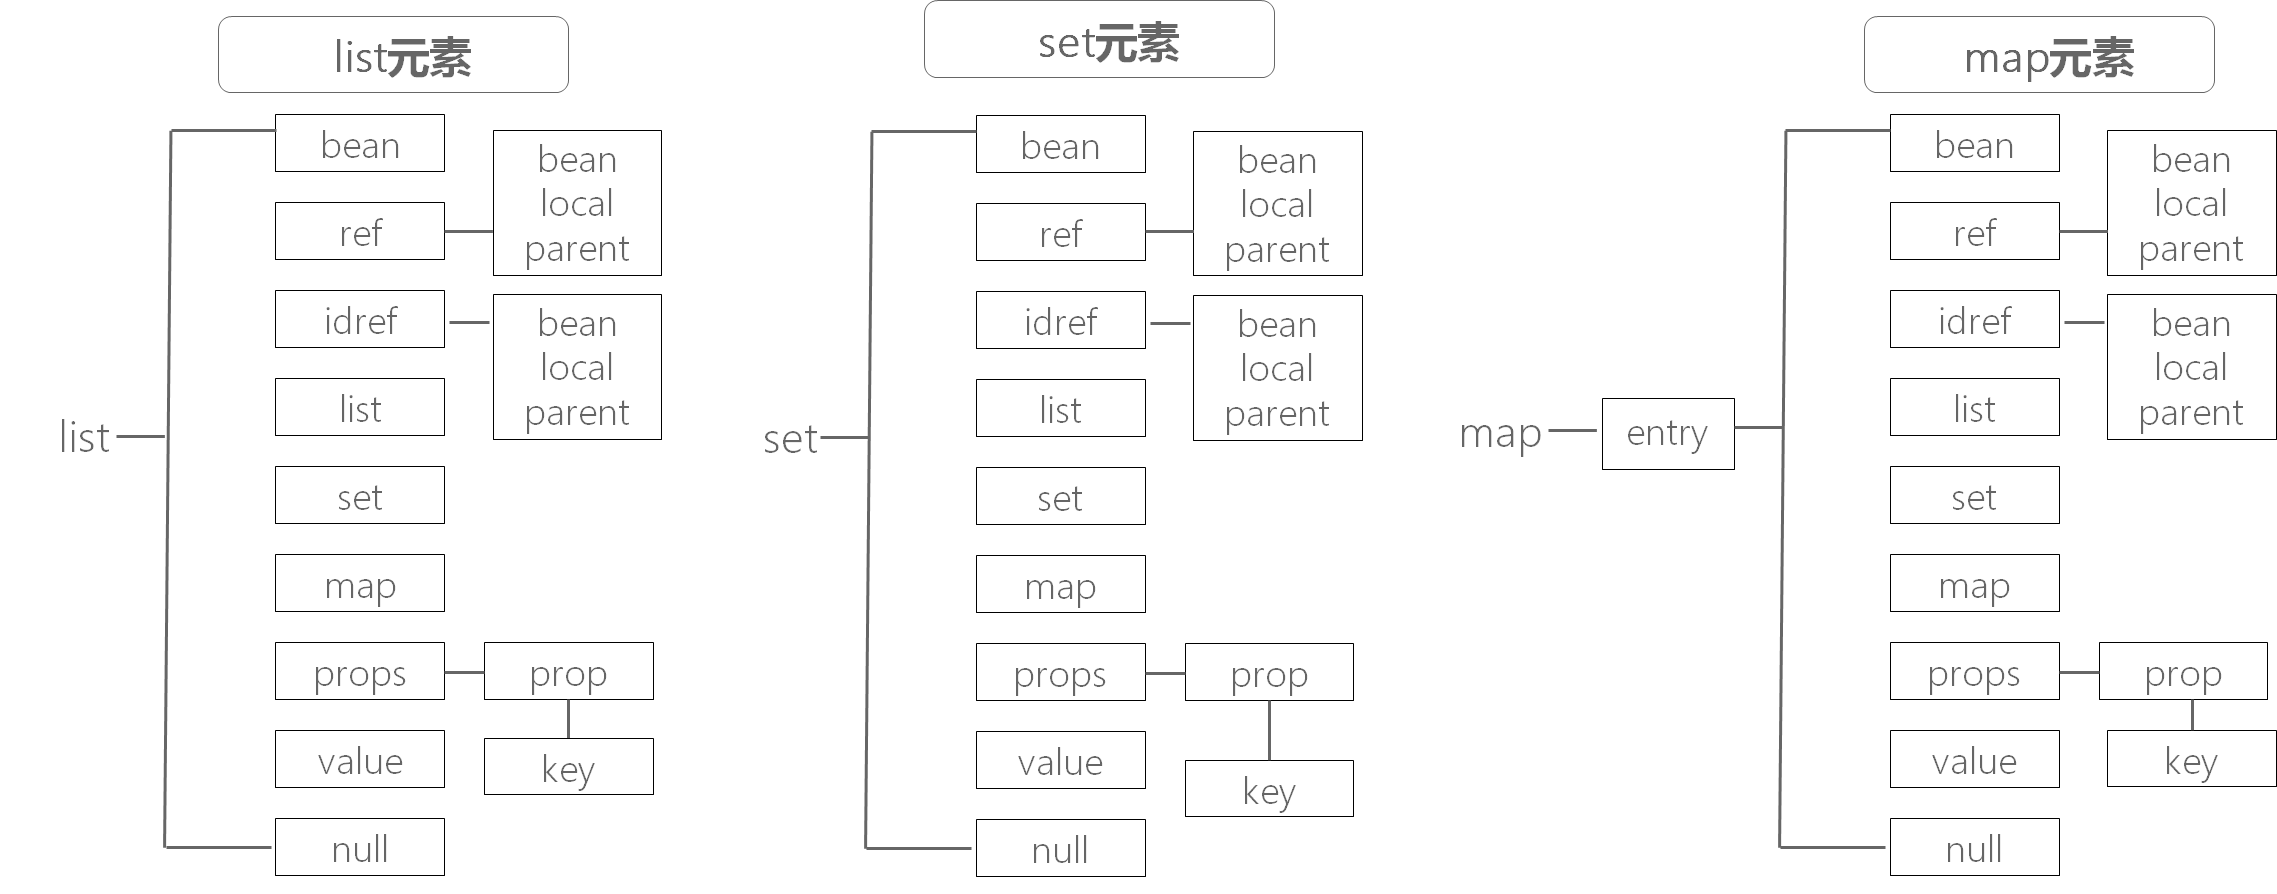 list元素
list
bean
ref
bean
local
parent
idref
bean
local
parent
list
set
map
props
prop
key
value
null
set元素
set
bean
ref
bean
local
parent
idref
bean
local
parent
list
set
map
props
prop
key
value
null
map元素
map
entry
bean
ref
bean
local
parent
idref
bean
local
parent
list
set
map
props
prop
key
value
null